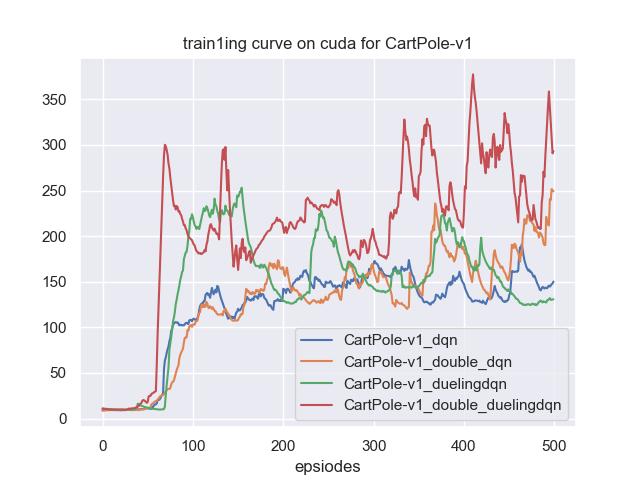 train1ing curve on cuda for CartPole-v1
350
300
250
200
150
100
50
0
0 100 200 300 400 500
epsiodes
CartPole-v1_dqn
CartPole-v1_double_dqn
CartPole-v1_duelingdqn
CartPole-v1_double_duelingdqn